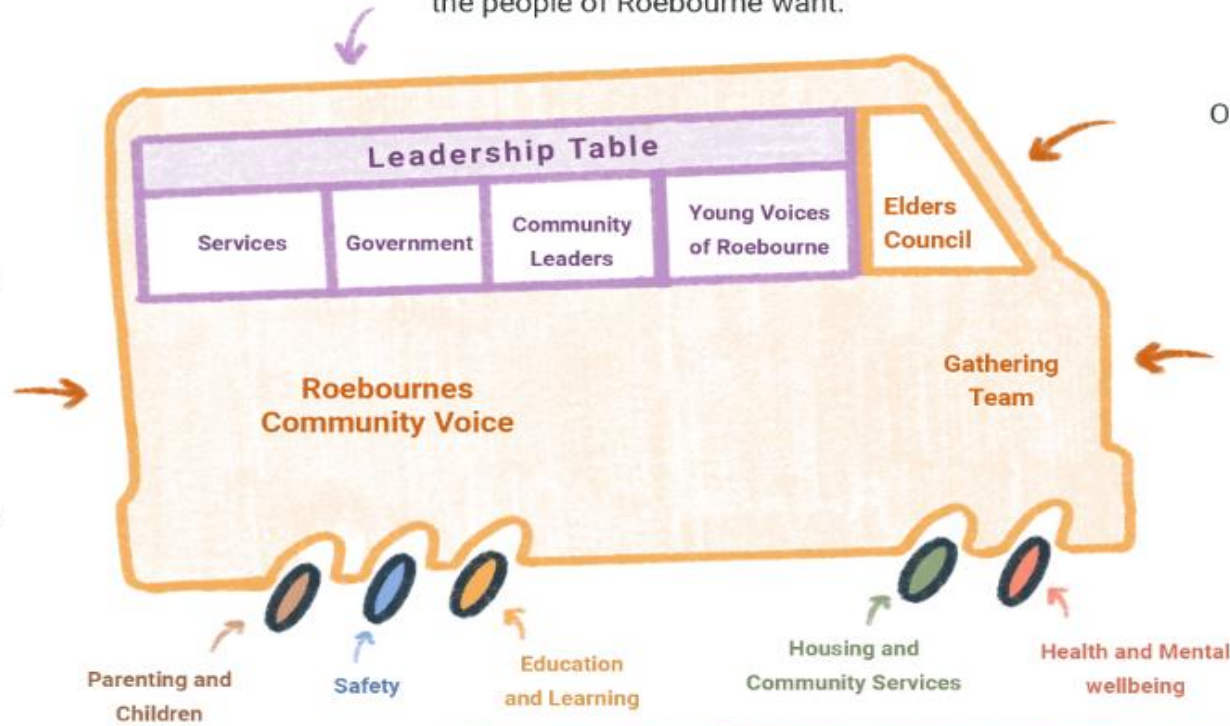 the people of Roebourne want.
O
Leadership Table
Services
Government
Community
Leaders
Young Voices
of Roebourne
Elders
Council
Gathering
Team
Roebournes
Community Voice
Parenting and
Children
Safety
Education
and Learning
Housing and
Community Services
Health and Mental
wellbeing